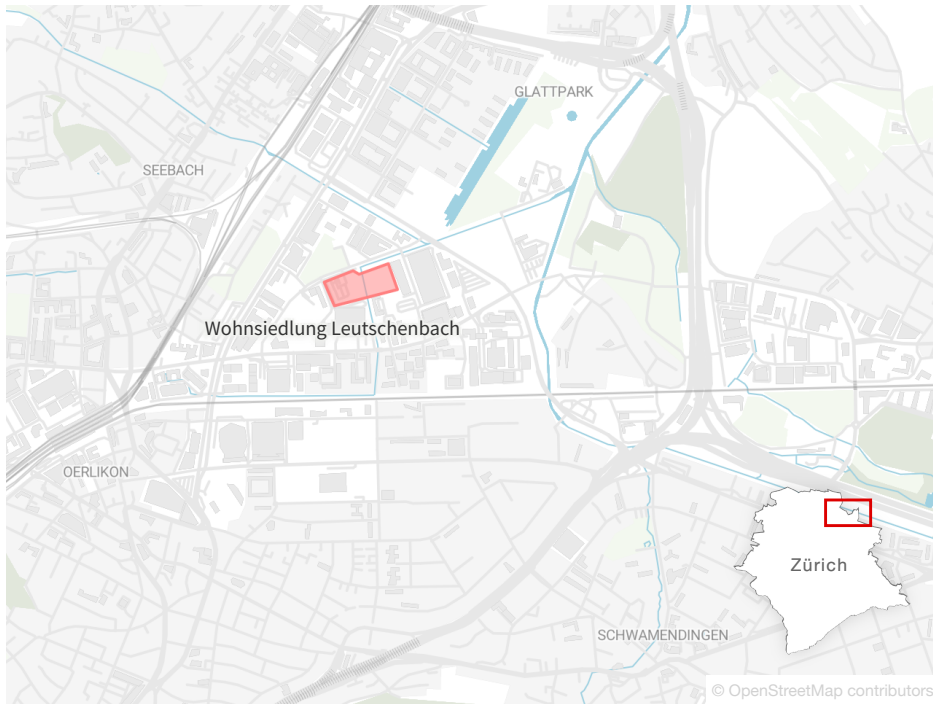 GLATTPARK
SEEBACH
Wohnsiedlung Leutschenbach
OERLIKON
Zürich
SCHWAMENDINGEN
© OpenStreetMap contributors